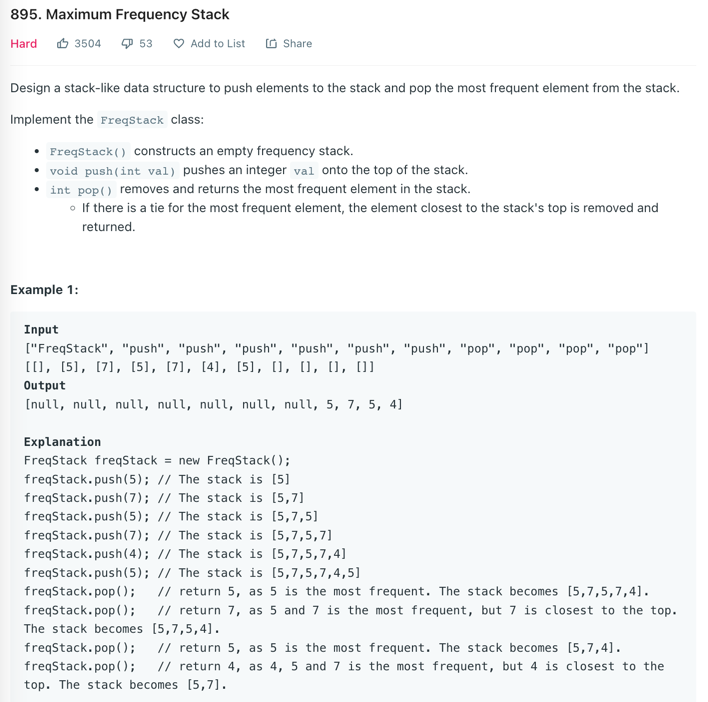 895. Maximum Frequency Stack
Hard 3504 53 Add to List Share
Design a stack-like data structure to push elements to the stack and pop the most frequent element from the stack.
Implement the FreqStack class:
• FreqStack() constructs an empty frequency stack.
• void push(int val) pushes an integer val onto the top of the stack.
• int pop() removes and returns the most frequent element in the stack.
○ If there is a tie for the most frequent element, the element closest to the stack's top is removed and
returned.
Example 1:
Input
["FreqStack", "push", "push", "push", "push", "push", "push", "pop", "pop", "pop", "pop"]
[[], [5], [7], [5], [7], [4], [5], [], [], [], []]
Output
[null, null, null, null, null, null, null, 5, 7, 5, 4]
Explanation
FreqStack freqStack = new FreqStack();
freqStack.push(5); // The stack is [5]
freqStack.push(7); // The stack is [5,7]
freqStack.push(5); // The stack is [5,7,5]
freqStack.push(7); // The stack is [5,7,5,7]
freqStack.push(4); // The stack is [5,7,5,7,4]
freqStack.push(5); // The stack is [5,7,5,7,4,5]
freqStack.pop();   // return 5, as 5 is the most frequent. The stack becomes [5,7,5,7,4].
freqStack.pop();   // return 7, as 5 and 7 is the most frequent, but 7 is closest to the top.
The stack becomes [5,7,5,4].
freqStack.pop();   // return 5, as 5 is the most frequent. The stack becomes [5,7,4].
freqStack.pop();   // return 4, as 4, 5 and 7 is the most frequent, but 4 is closest to the
top. The stack becomes [5,7].